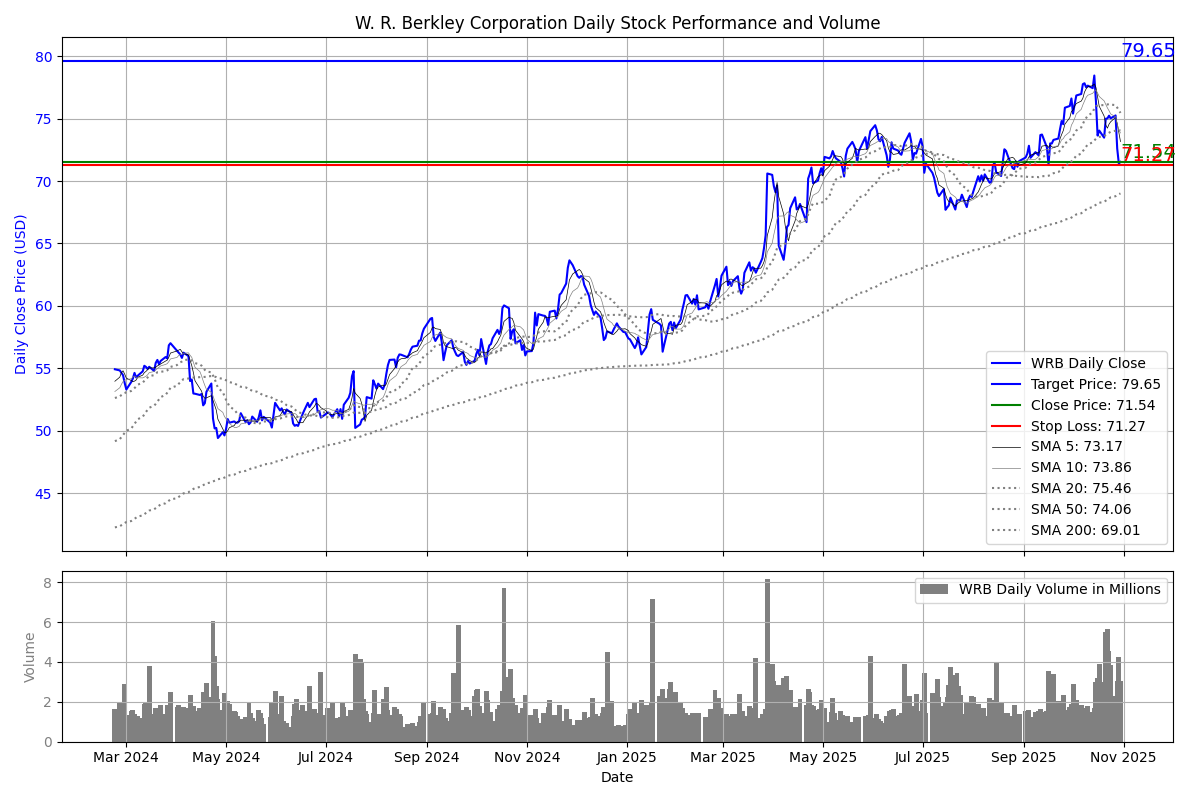 W. R. Berkley Corporation Daily Stock Performance and Volume
Daily Close Price (USD)
80
75
70
65
60
55
50
45
79.65
71.54
71.27
WRB Daily Close
Target Price: 79.65
Close Price: 71.54
Stop Loss: 71.27
SMA 5: 73.17
SMA 10: 73.86
SMA 20: 75.46
SMA 50: 74.06
SMA 200: 69.01
Volume
8
6
4
2
0
WRB Daily Volume in Millions
Mar 2024
May 2024
Jul 2024
Sep 2024
Nov 2024
Jan 2025
Mar 2025
May 2025
Jul 2025
Sep 2025
Nov 2025
Date